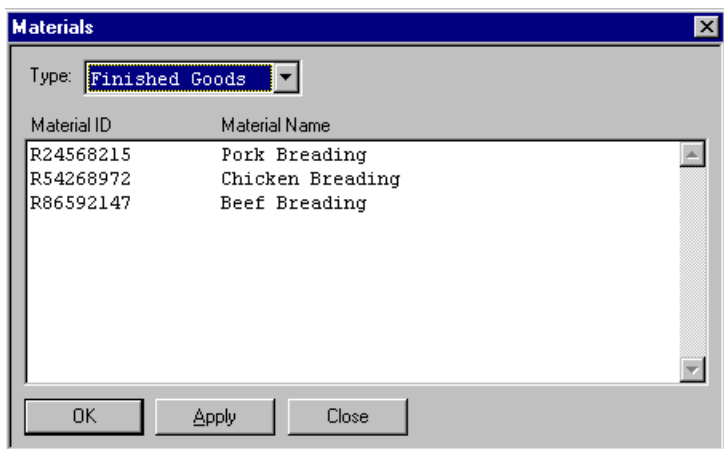 Materials
Type: Finished Goods
Material ID Material Name
R24568215 Pork Breading
R54268972 Chicken Breading
R86592147 Beef Breading
OK Apply Close